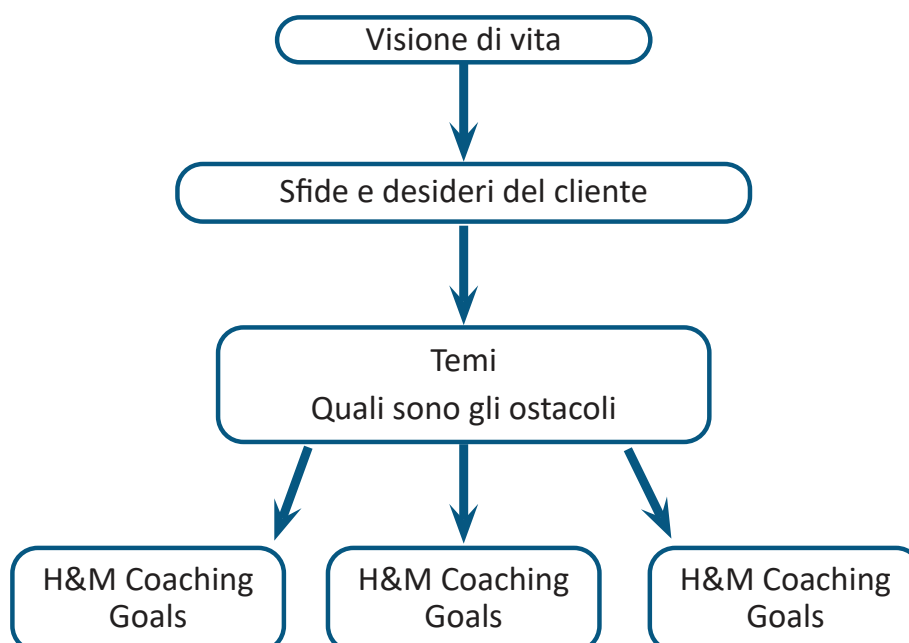 Visione di vita
Sfide e desideri del cliente
Temi
Quali sono gli ostacoli
H&M Coaching
Goals
H&M Coaching
Goals
H&M Coaching
Goals